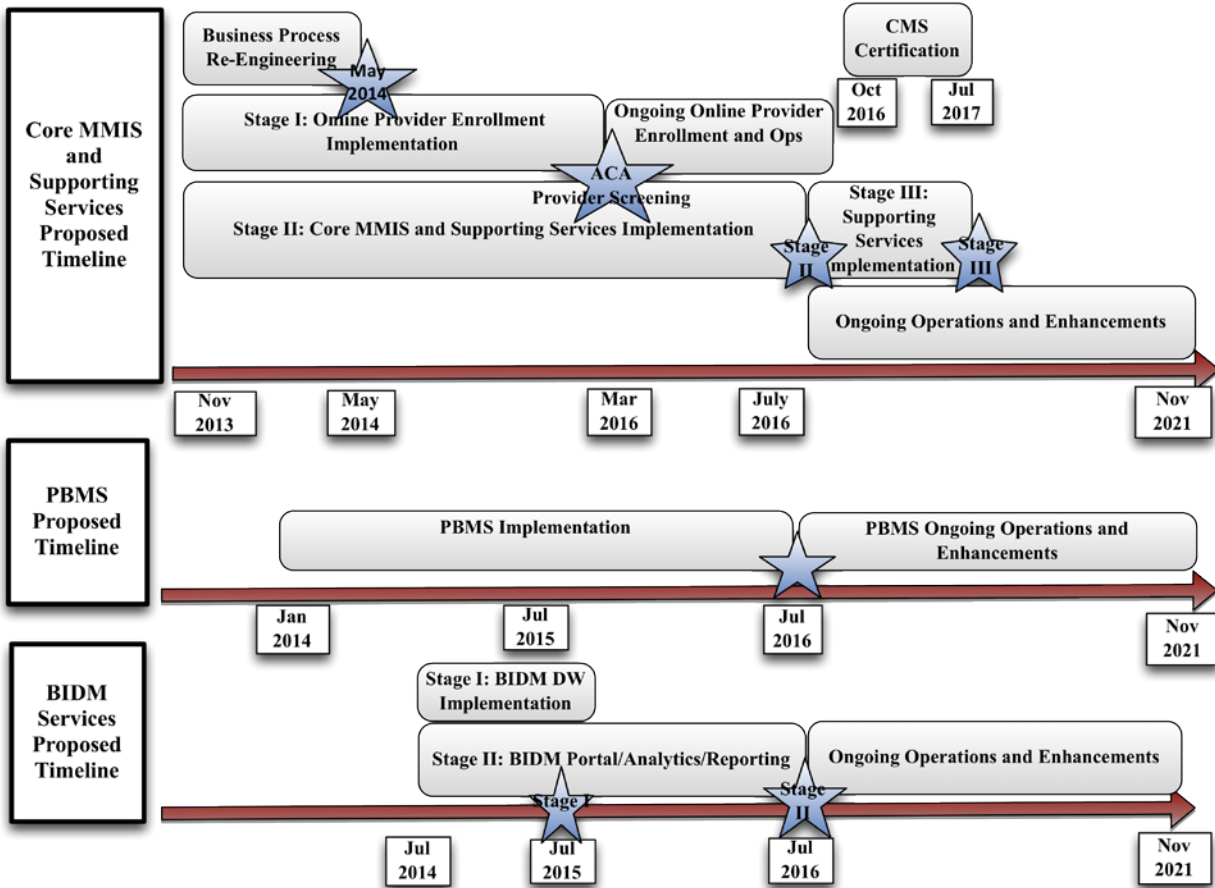 Core MMIS
and
Supporting
Services
Proposed
Timeline
Business Process
Re-Engineering
May
2014
CMS
Certification
Oct
2016
Jul
2017
Stage I: Online Provider Enrollment
Implementation
Ongoing Online Provider
Enrollment and Ops
ACA
Provider Screening
Stage II: Core MMIS and Supporting Services Implementation
Stage
II
Stage III:
Supporting
Services
mplementation
Stage
III
Ongoing Operations and Enhancements
Nov
2013
May
2014
Mar
2016
July
2016
Nov
2021
PBMS
Proposed
Timeline
PBMS Implementation
PBMS Ongoing Operations and
Enhancements
Jan
2014
Jul
2015
Jul
2016
Nov
2021
BIDM
Services
Proposed
Timeline
Stage I: BIDM DW
Implementation
Stage II: BIDM Portal/Analytics/Reporting
Ongoing Operations and Enhancements
Stage I
Stage
II
Jul
2014
Jul
2015
Jul
2016
Nov
2021